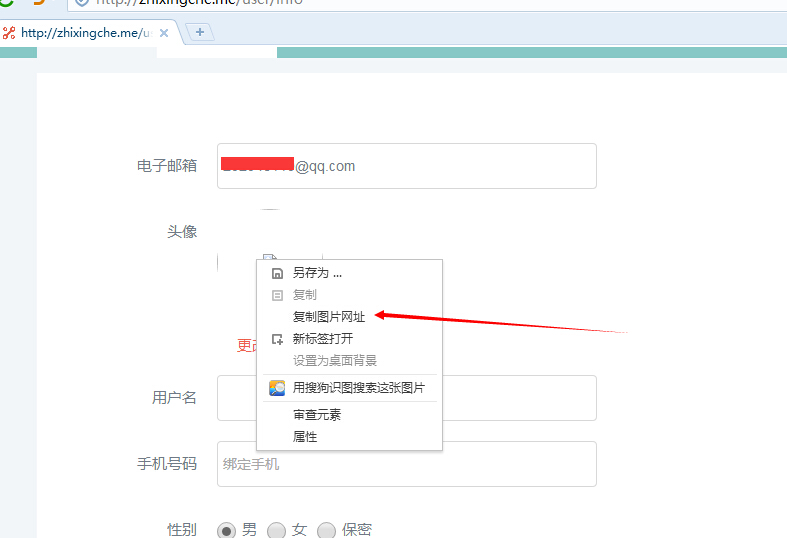 http://zhixingche.me/user/info
http://zhixingche.me/u
电子邮箱
@qq.com
头像
另存为 ...
复制
复制图片网址
新标签打开
设置为桌面背景
用搜狗识图搜索这张图片
审查元素
属性
更
用户名
手机号码 绑定手机
性别 男 女 保密